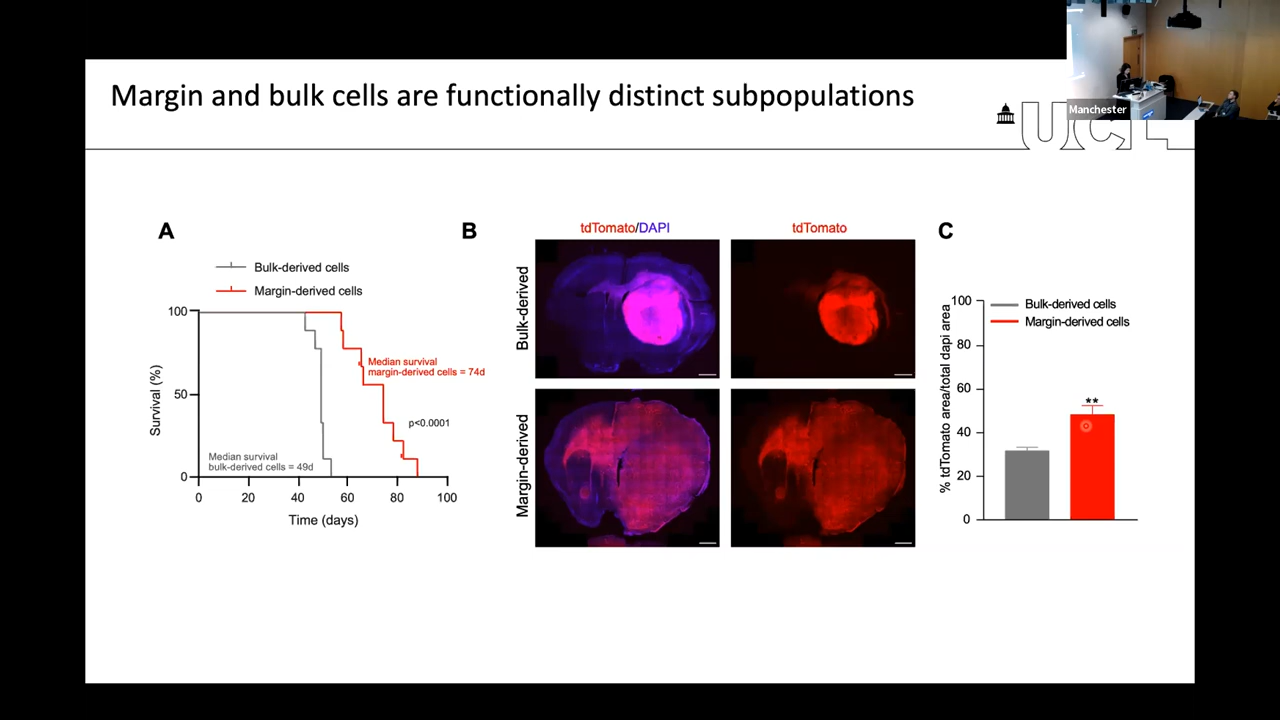 Margin and bulk cells are functionally distinct subpopulations
Manchester
UCL
A
Bulk-derived cells
Margin-derived cells
100
50
0
Survival (%)
Median survival
margin-derived cells = 74d
p<0.0001
Median survival
bulk-derived cells = 49d
0 20 40 60 80 100
Time (days)
B
tdTomato/DAPI
tdTomato
Bulk-derived
Margin-derived
C
Bulk-derived cells
Margin-derived cells
% tdTomato area/total dapi area
100
80
60
40
20
0
**